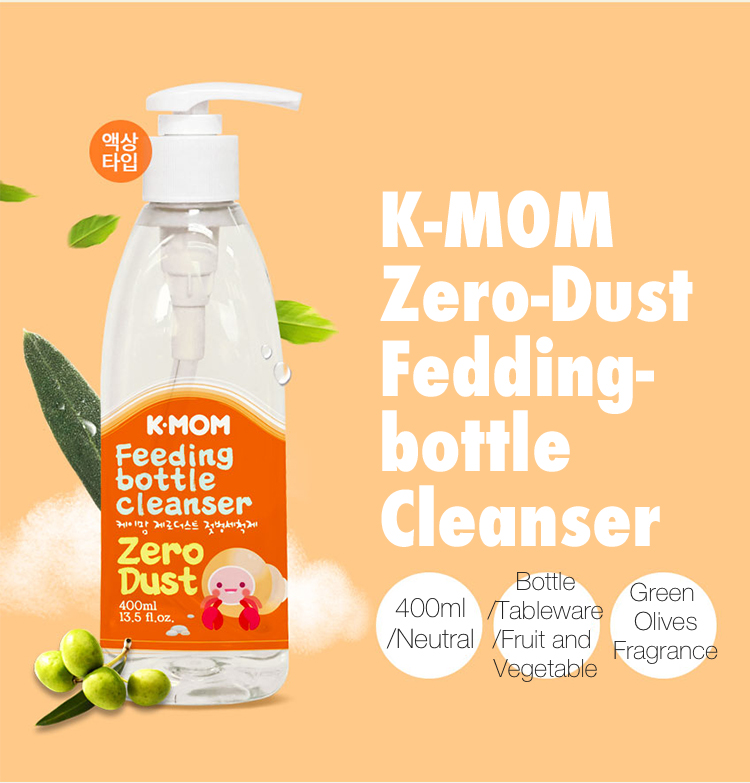 액상
타입
K-MOM
Zero-Dust
Fedding-
bottle
Cleanser
K·MOM
Feeding
bottle
cleanser
케이맘 제로더스트 젖병세척제
Zero
Dust
400ml
13.5 fl.oz.
400ml
/Neutral
Bottle
/Tableware
/Fruit and
Vegetable
Green
Olives
Fragrance